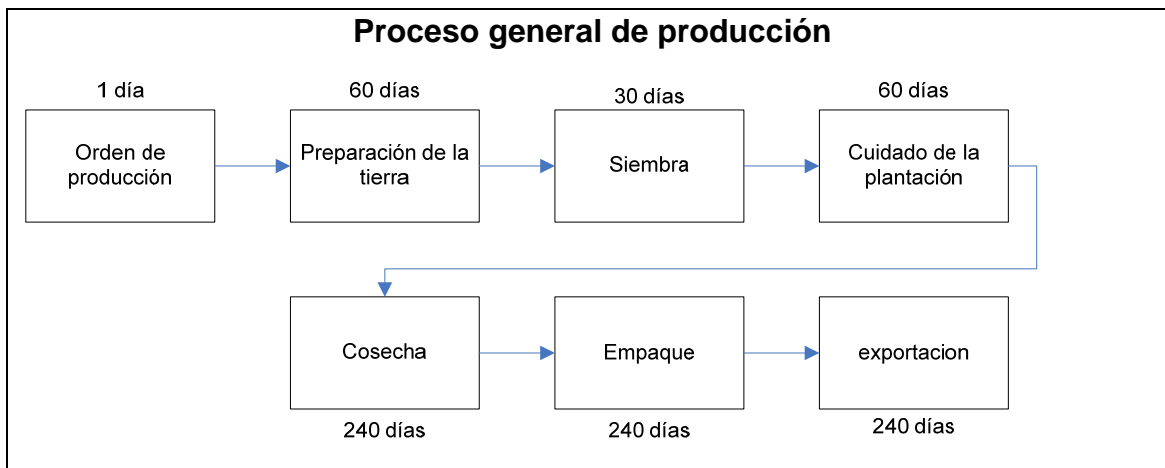 Proceso general de producción
1 día
60 días
30 días
60 días
Orden de
producción
Preparación de la
tierra
Siembra
Cuidado de la
plantación
Cosecha
Empaque
exportacion
240 días
240 días
240 días